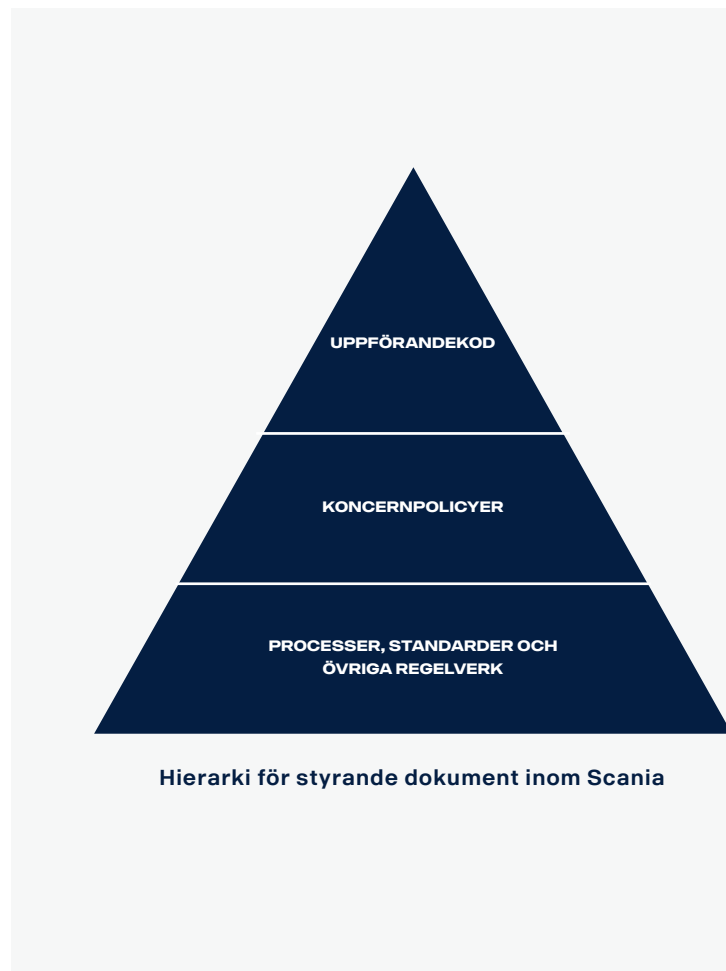 UPPFÖRANDEKOD
KONCERNPOLICYER
PROCESSER, STANDARDER OCH
ÖVRIGA REGELVERK
Hierarki för styrande dokument inom Scania